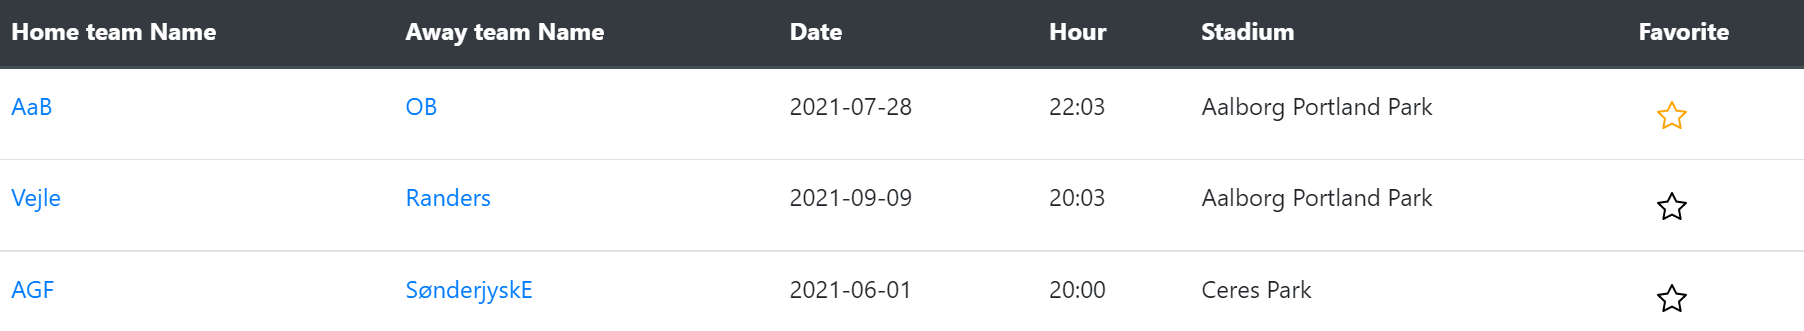 Home team Name Away team Name Date Hour Stadium Favorite
AaB OB 2021-07-28 22:03 Aalborg Portland Park
Vejle Randers 2021-09-09 20:03 Aalborg Portland Park
AGF SønderjyskE 2021-06-01 20:00 Ceres Park